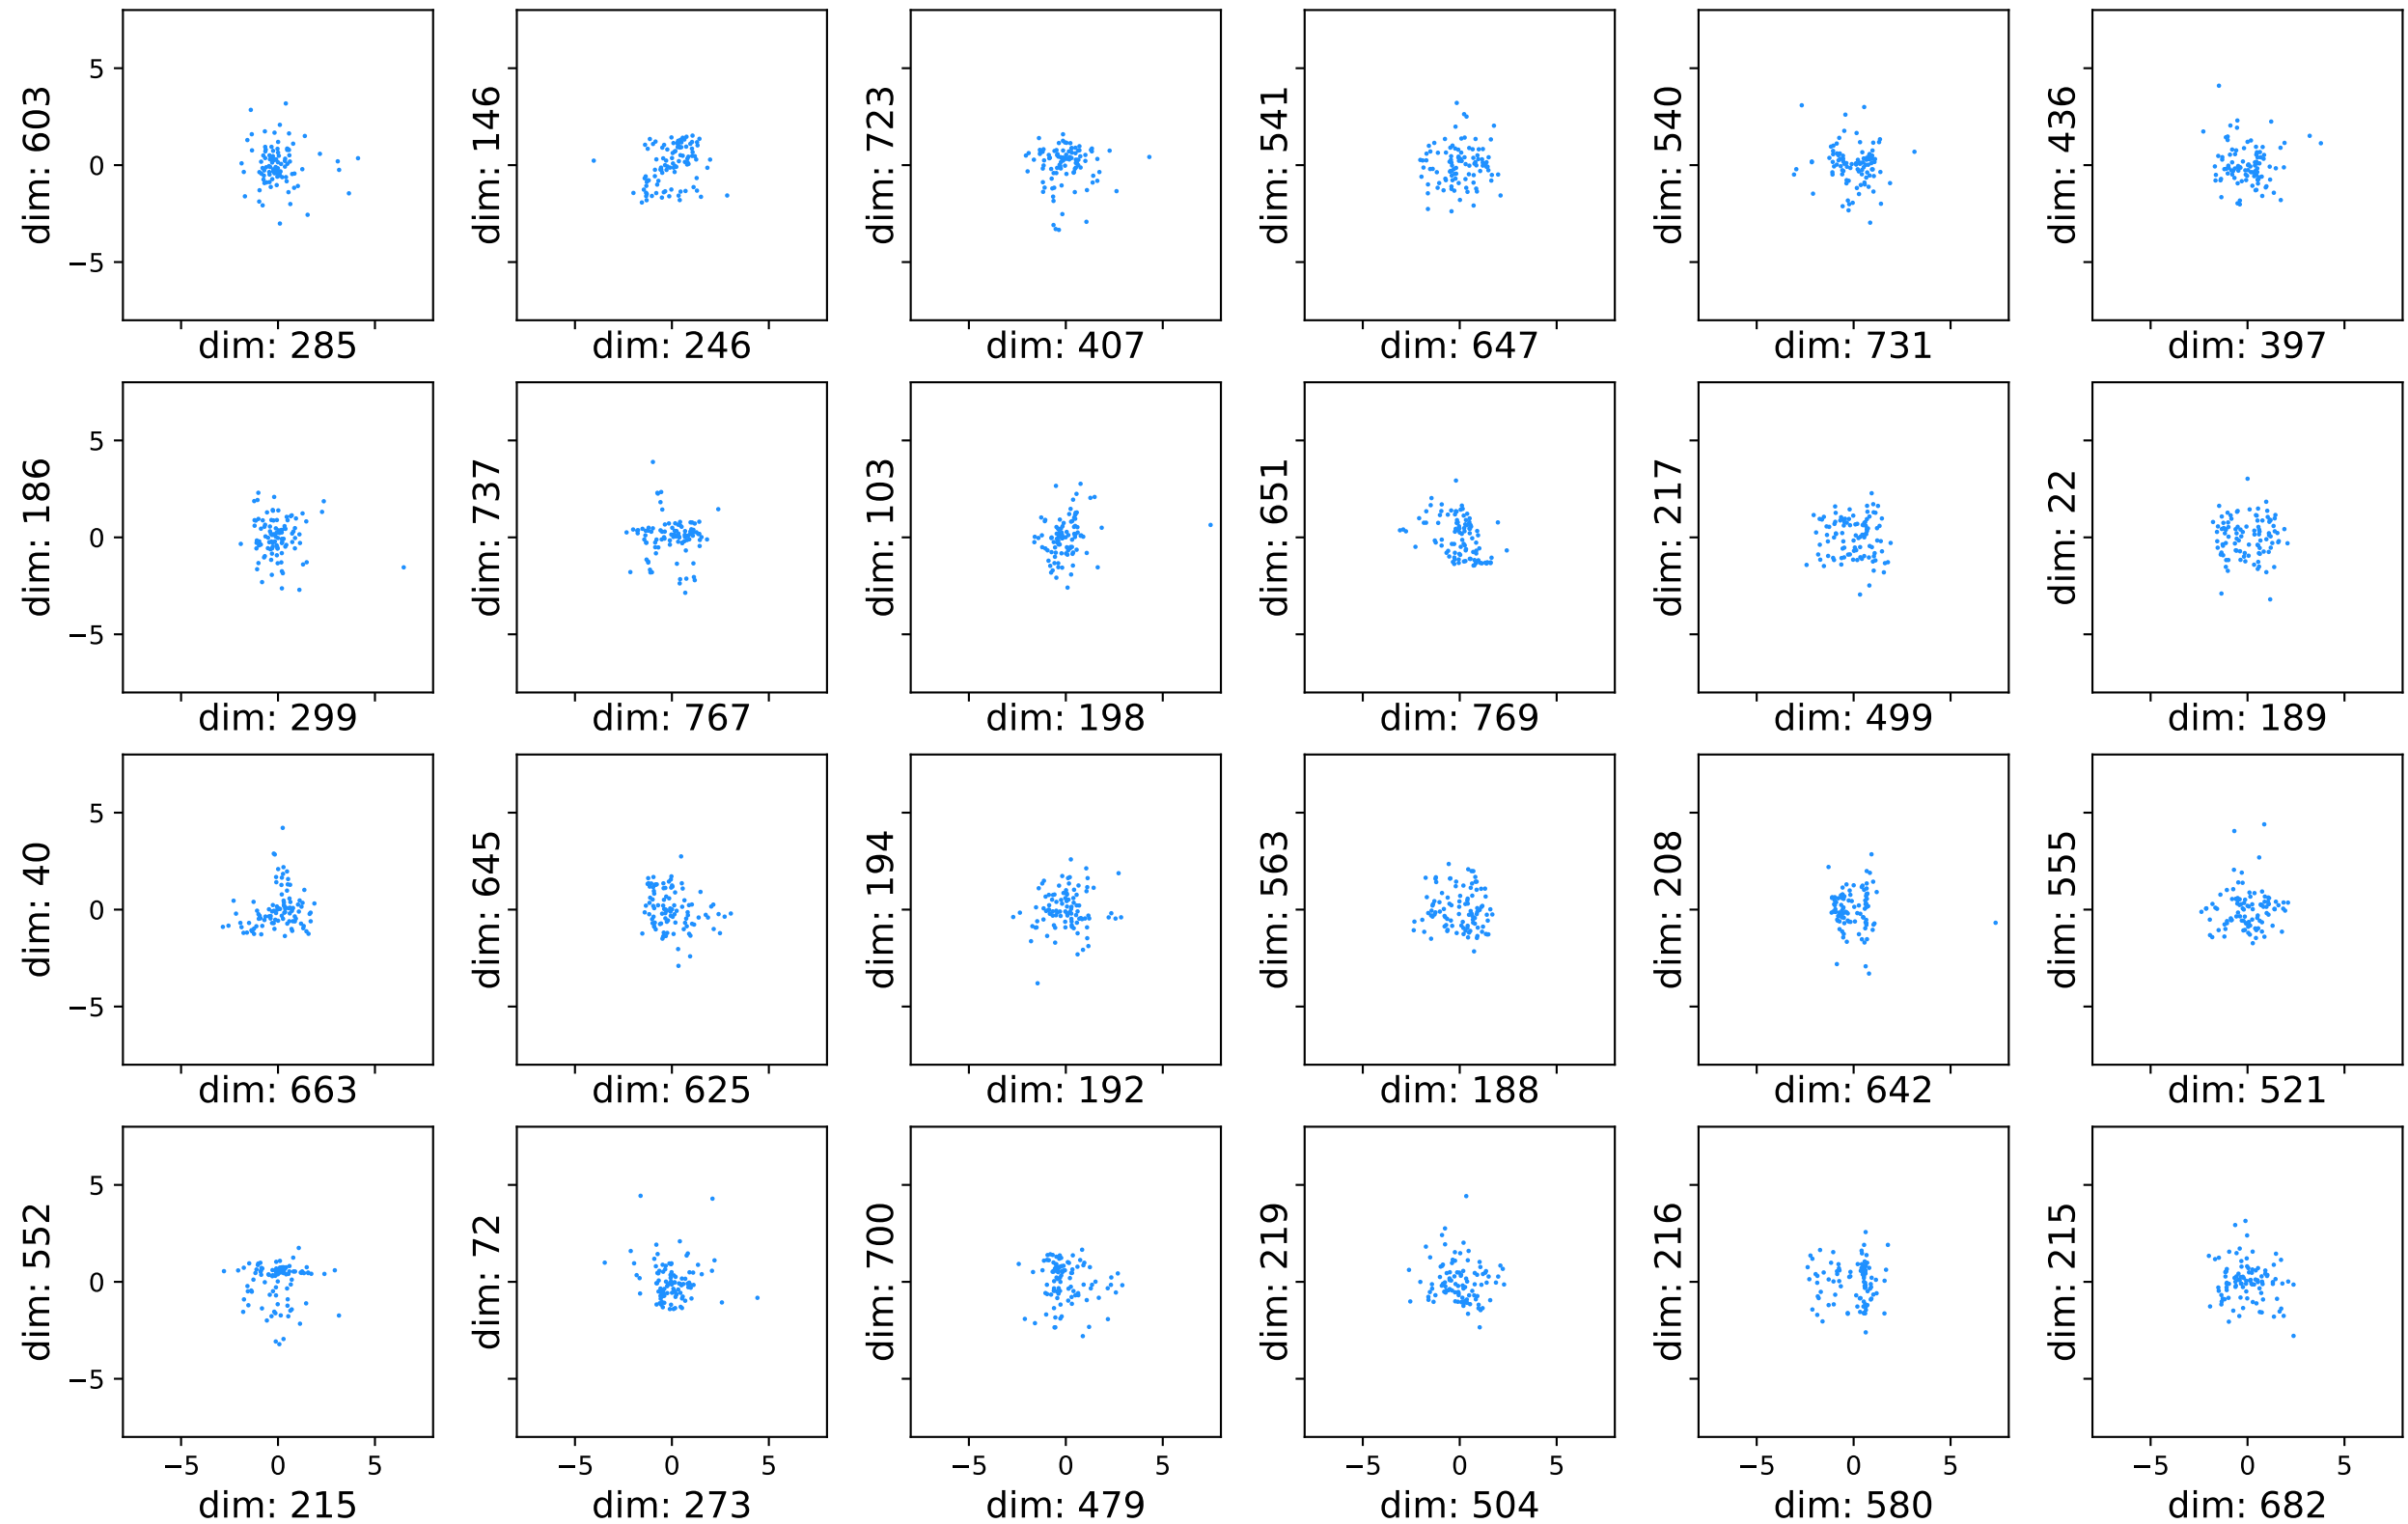 dim: 603
5
0
−5
dim: 285
dim: 146
dim: 246
dim: 723
dim: 407
dim: 541
dim: 647
dim: 540
dim: 731
dim: 436
dim: 397
dim: 186
5
0
−5
dim: 299
dim: 737
dim: 767
dim: 103
dim: 198
dim: 651
dim: 769
dim: 217
dim: 499
dim: 22
dim: 189
dim: 40
5
0
−5
dim: 663
dim: 645
dim: 625
dim: 194
dim: 192
dim: 563
dim: 188
dim: 208
dim: 642
dim: 555
dim: 521
dim: 552
5
0
−5
−5 0 5
dim: 215
dim: 72
−5 0 5
dim: 273
dim: 700
−5 0 5
dim: 479
dim: 219
−5 0 5
dim: 504
dim: 216
−5 0 5
dim: 580
dim: 215
−5 0 5
dim: 682